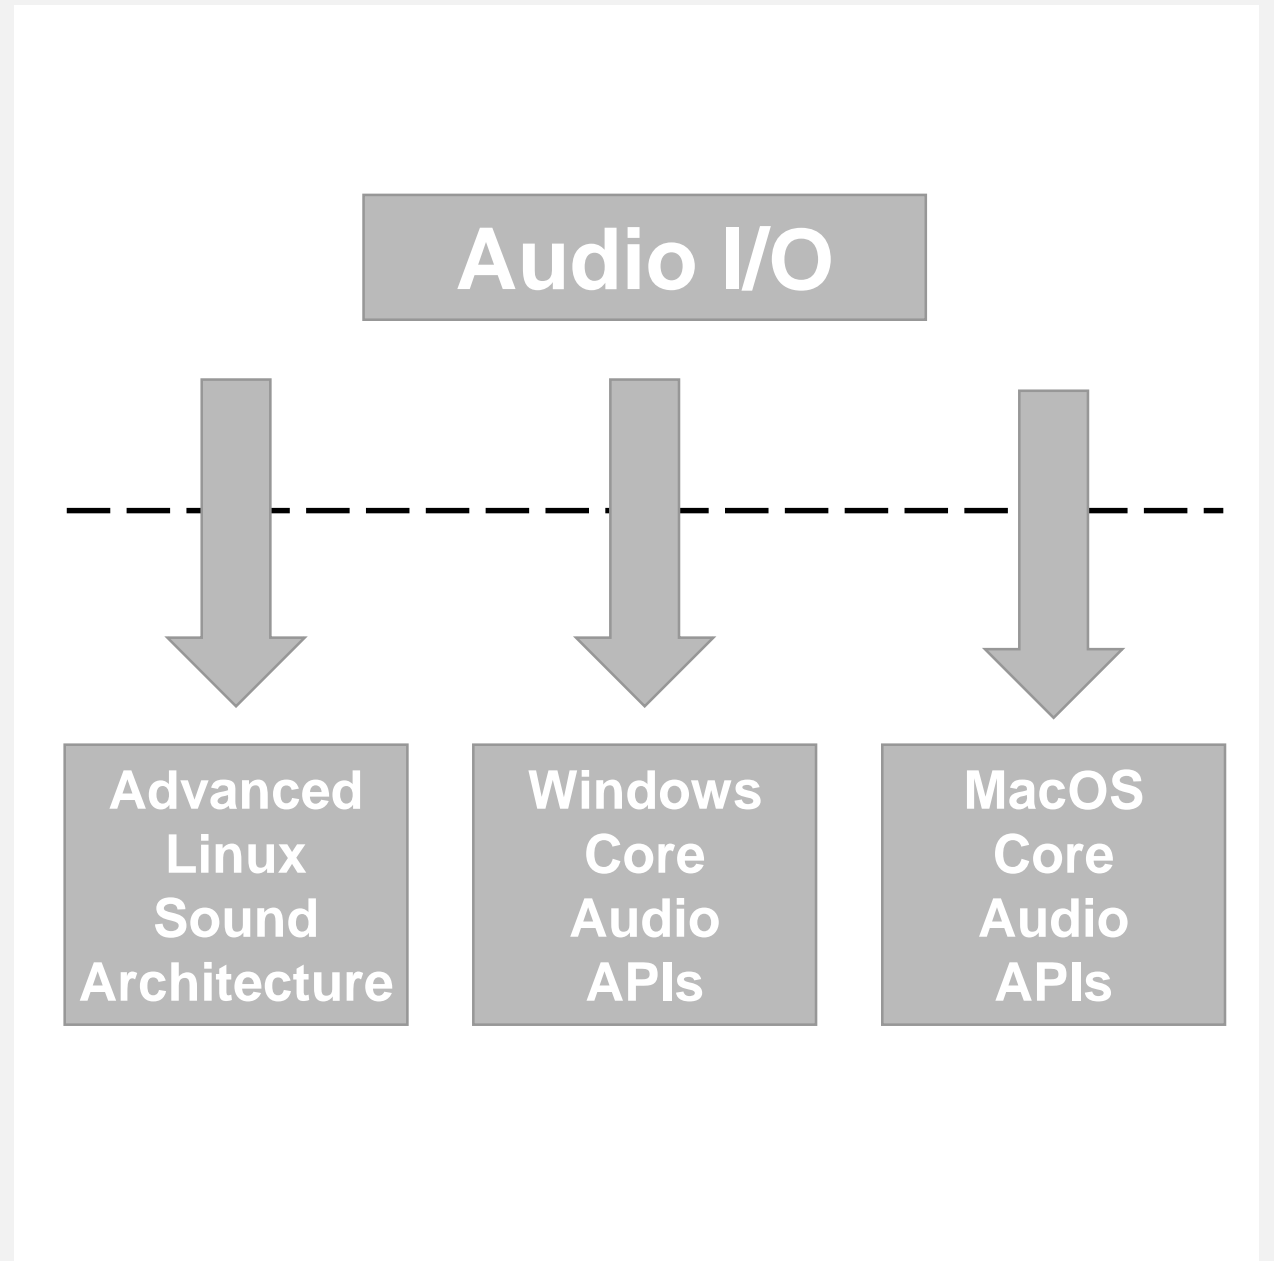 Audio I/O
Advanced
Linux
Sound
Architecture
Windows
Core
Audio
APIs
MacOS
Core
Audio
APIs